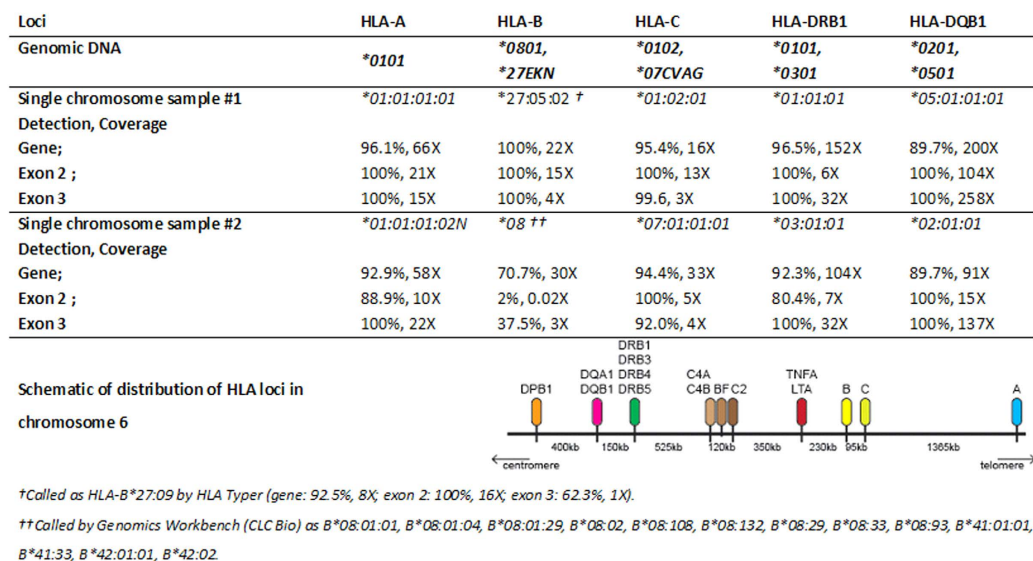 Loci HLA-A HLA-B HLA-C HLA-DRB1 HLA-DQB1
Genomic DNA *0101 *0801, *0102, *0101, *0201,
*27EKN *07CVAG *0301 *0501
Single chromosome sample #1 *01:01:01:01 *27:05:02 † *01:02:01 *01:01:01 *05:01:01:01
Detection, Coverage
Gene; 96.1%, 66X 100%, 22X 95.4%, 16X 96.5%, 152X 89.7%, 200X
Exon 2 ; 100%, 21X 100%, 15X 100%, 13X 100%, 6X 100%, 104X
Exon 3 100%, 15X 100%, 4X 99.6, 3X 100%, 32X 100%, 258X
Single chromosome sample #2 *01:01:01:02N *08 †† *07:01:01:01 *03:01:01 *02:01:01
Detection, Coverage
Gene; 92.9%, 58X 70.7%, 30X 94.4%, 33X 92.3%, 104X 89.7%, 91X
Exon 2 ; 88.9%, 10X 2%, 0.02X 100%, 5X 80.4%, 7X 100%, 15X
Exon 3 100%, 22X 37.5%, 3X 92.0%, 4X 100%, 32X 100%, 137X
Schematic of distribution of HLA loci in
chromosome 6
DRB1
DRB3
DQA1 DRB4 C4A TNFA
DPB1 DQB1 DRB5 C4B BF C2 LTA B C A
400kb 150kb 525kb 120kb 350kb 230kb 95kb 1365kb
centromere telomere
†Called as HLA-B*27:09 by HLA Typer (gene: 92.5%, 8X; exon 2: 100%, 16X; exon 3: 62.3%, 1X).
††Called by Genomics Workbench (CLC Bio) as B*08:01:01, B*08:01:04, B*08:01:29, B*08:02, B*08:108, B*08:132, B*08:29, B*08:33, B*08:93, B*41:01:01,
B*41:33, B*42:01:01, B*42:02.